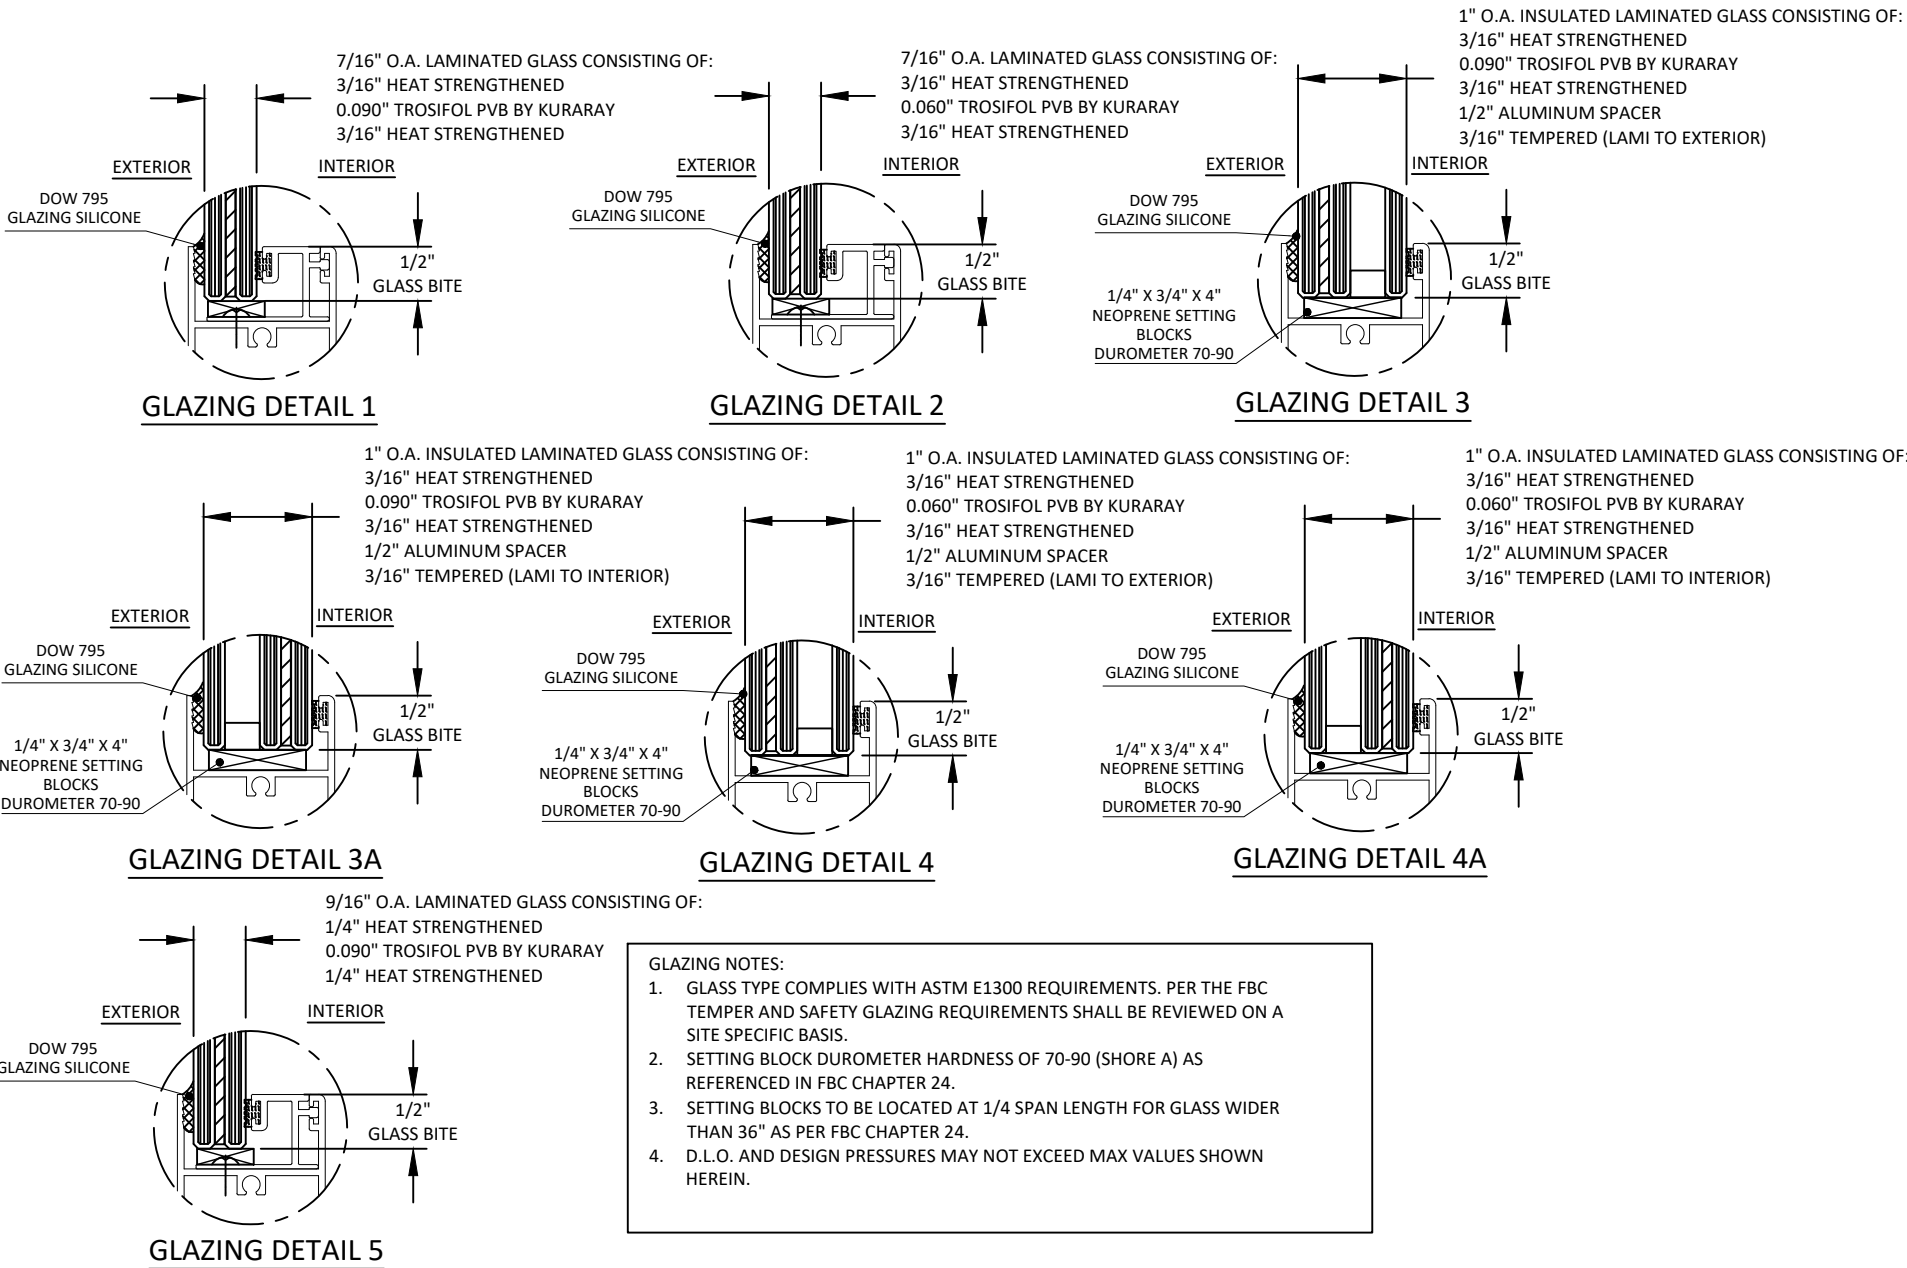 7/16" O.A. LAMINATED GLASS CONSISTING OF:
3/16" HEAT STRENGTHENED
0.090" TROSIFOL PVB BY KURARAY
3/16" HEAT STRENGTHENED
EXTERIOR
INTERIOR
DOW 795
GLAZING SILICONE
1/2"
GLASS BITE
GLAZING DETAIL 1
7/16" O.A. LAMINATED GLASS CONSISTING OF:
3/16" HEAT STRENGTHENED
0.060" TROSIFOL PVB BY KURARAY
3/16" HEAT STRENGTHENED
EXTERIOR
INTERIOR
DOW 795
GLAZING SILICONE
1/2"
GLASS BITE
GLAZING DETAIL 2
1" O.A. INSULATED LAMINATED GLASS CONSISTING OF:
3/16" HEAT STRENGTHENED
0.090" TROSIFOL PVB BY KURARAY
3/16" HEAT STRENGTHENED
1/2" ALUMINUM SPACER
3/16" TEMPERED (LAMI TO EXTERIOR)
EXTERIOR
INTERIOR
DOW 795
GLAZING SILICONE
1/2"
GLASS BITE
1/4" X 3/4" X 4"
NEOPRENE SETTING
BLOCKS
DUROMETER 70-90
GLAZING DETAIL 3
1" O.A. INSULATED LAMINATED GLASS CONSISTING OF:
3/16" HEAT STRENGTHENED
0.090" TROSIFOL PVB BY KURARAY
3/16" HEAT STRENGTHENED
1/2" ALUMINUM SPACER
3/16" TEMPERED (LAMI TO INTERIOR)
EXTERIOR
INTERIOR
DOW 795
GLAZING SILICONE
1/2"
GLASS BITE
1/4" X 3/4" X 4"
NEOPRENE SETTING
BLOCKS
DUROMETER 70-90
GLAZING DETAIL 3A
1" O.A. INSULATED LAMINATED GLASS CONSISTING OF:
3/16" HEAT STRENGTHENED
0.060" TROSIFOL PVB BY KURARAY
3/16" HEAT STRENGTHENED
1/2" ALUMINUM SPACER
3/16" TEMPERED (LAMI TO EXTERIOR)
EXTERIOR
INTERIOR
DOW 795
GLAZING SILICONE
1/2"
GLASS BITE
1/4" X 3/4" X 4"
NEOPRENE SETTING
BLOCKS
DUROMETER 70-90
GLAZING DETAIL 4
1" O.A. INSULATED LAMINATED GLASS CONSISTING OF:
3/16" HEAT STRENGTHENED
0.060" TROSIFOL PVB BY KURARAY
3/16" HEAT STRENGTHENED
1/2" ALUMINUM SPACER
3/16" TEMPERED (LAMI TO INTERIOR)
EXTERIOR
INTERIOR
DOW 795
GLAZING SILICONE
1/2"
GLASS BITE
1/4" X 3/4" X 4"
NEOPRENE SETTING
BLOCKS
DUROMETER 70-90
GLAZING DETAIL 4A
9/16" O.A. LAMINATED GLASS CONSISTING OF:
1/4" HEAT STRENGTHENED
0.090" TROSIFOL PVB BY KURARAY
1/4" HEAT STRENGTHENED
EXTERIOR
INTERIOR
DOW 795
GLAZING SILICONE
1/2"
GLASS BITE
GLAZING DETAIL 5
GLAZING NOTES:
1. GLASS TYPE COMPLIES WITH ASTM E1300 REQUIREMENTS. PER THE FBC
TEMPER AND SAFETY GLAZING REQUIREMENTS SHALL BE REVIEWED ON A
SITE SPECIFIC BASIS.
2. SETTING BLOCK DUROMETER HARDNESS OF 70-90 (SHORE A) AS
REFERENCED IN FBC CHAPTER 24.
3. SETTING BLOCKS TO BE LOCATED AT 1/4 SPAN LENGTH FOR GLASS WIDER
THAN 36" AS PER FBC CHAPTER 24.
4. D.L.O. AND DESIGN PRESSURES MAY NOT EXCEED MAX VALUES SHOWN
HEREIN.